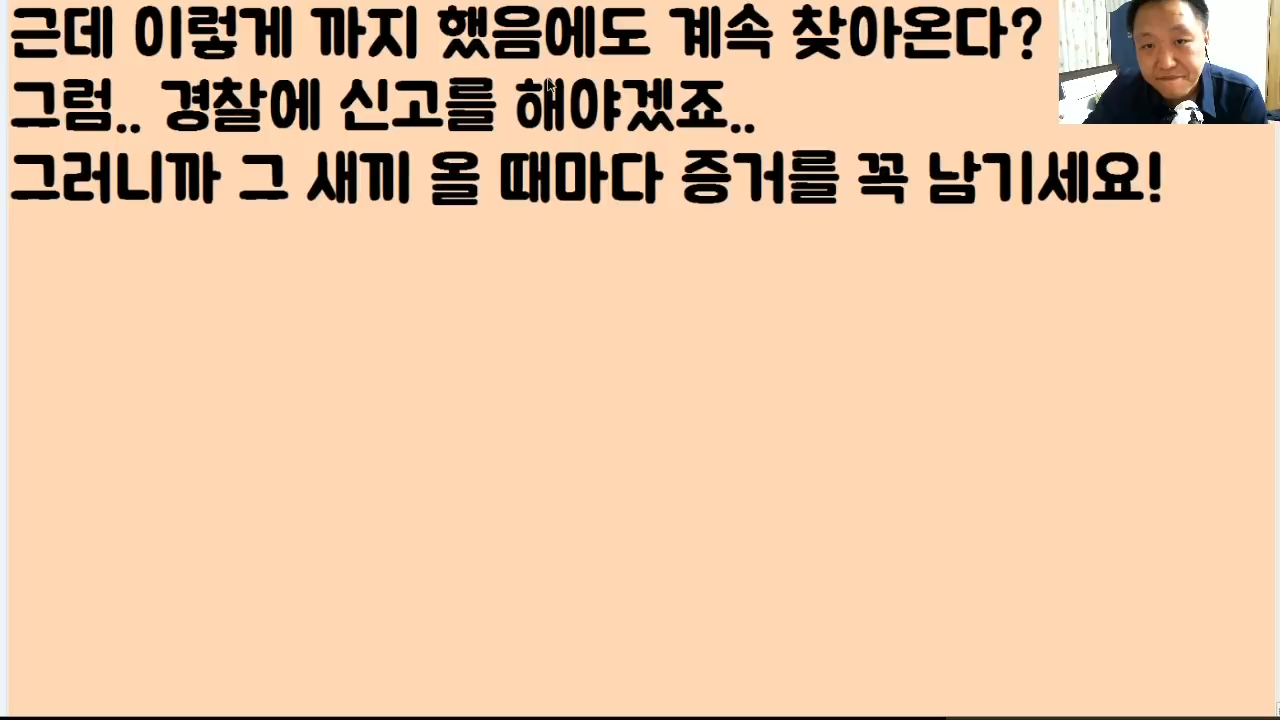 근데 이렇게 까지 했음에도 계속 찾아온다?
그럼.. 경찰에 신고를 해야겠죠..
그러니까 그 새끼 올 때마다 증거를 꼭 남기세요!